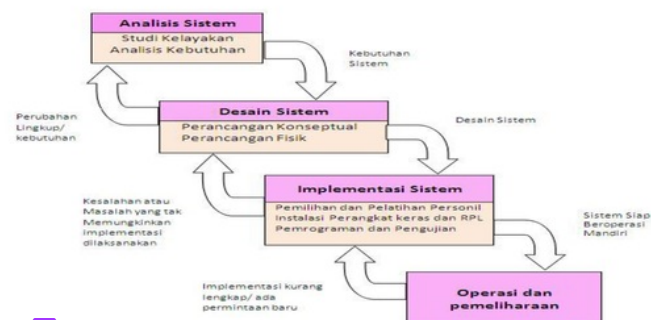 Analisis Sistem
Studi Kelayakan
Analisis Kebutuhan
Kebutuhan
Sistem
Perubahan
Lingkup/
kebutuhan
Desain Sistem
Perancangan Konseptual
Perancangan Fisik
Desain Sistem
Kesalahan atau
Masalah yang tak
Memungkinkan
Implementasi
dilaksanakan
Implementasi Sistem
Pemilihan dan Pelatihan Personil
Instalasi Perangkat keras dan RPL
Pemrograman dan Pengujian
Sistem Siap
Beroperasi
Mandiri
Implementasi kurang
lengkap/ ada
permintaan baru
Operasi dan
pemeliharaan